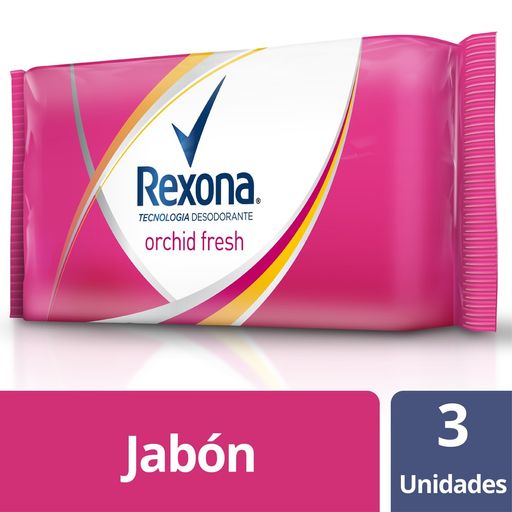 Rexona®
TECNOLOGIA DESODORANTE
orchid fresh
Jabón
3
Unidades